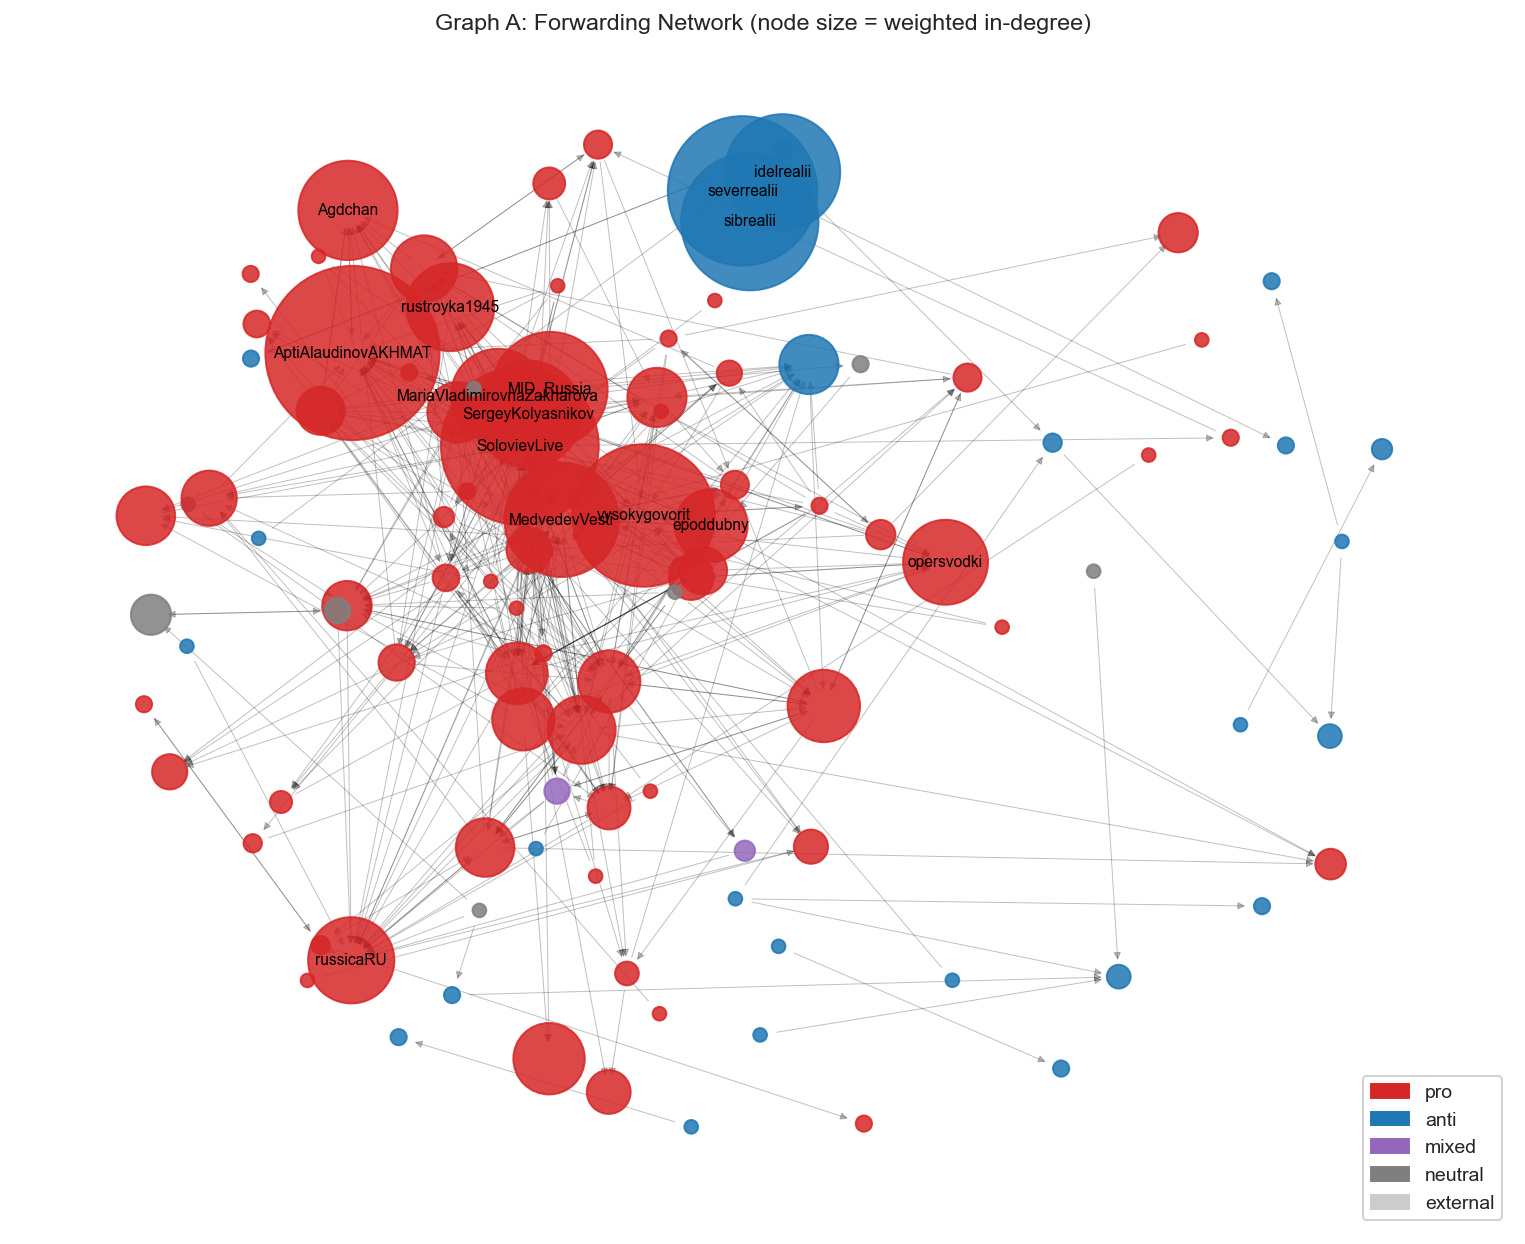 Graph A: Forwarding Network (node size = weighted in-degree)
idelrealii
severrealii
sibrealii
Agdchan
rustroyka1945
AptiAlaudinovAKHMAT
MID_Russia
MariaVladimirovnaZakharova
SergeyKolyasnikov
SolovievLive
vysokygovorit
MedvedevVesti
epoddubny
opersvodki
russicaRU
pro
anti
mixed
neutral
external